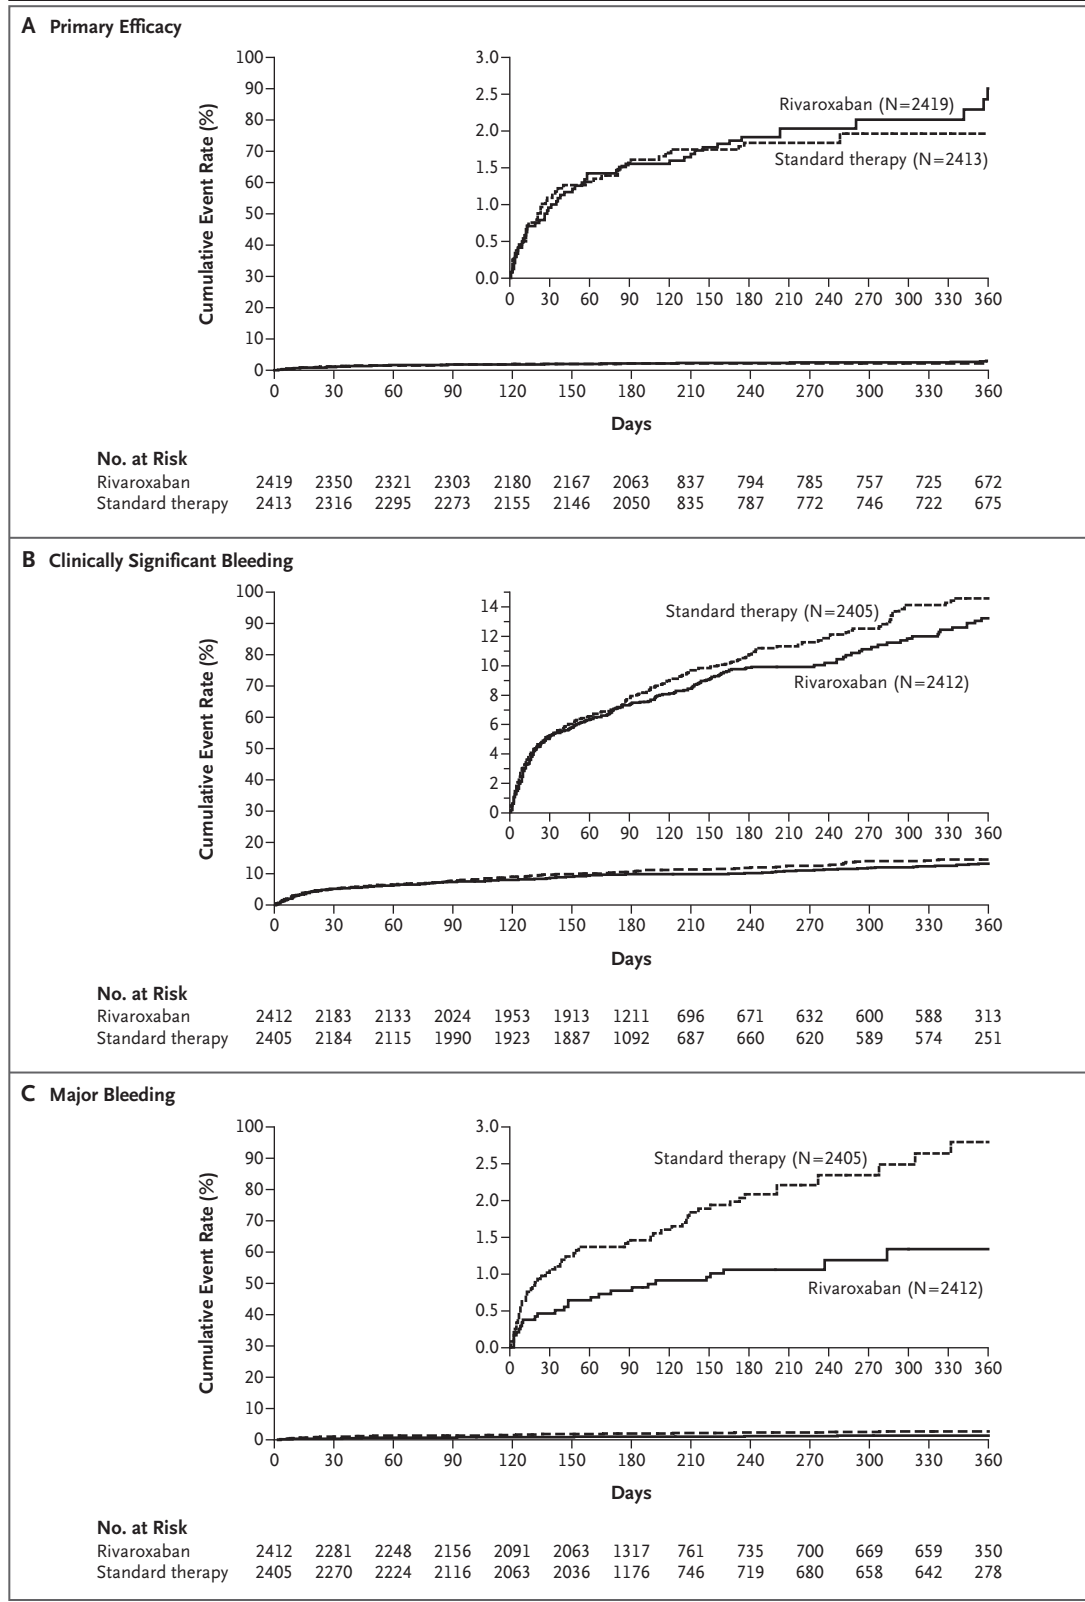 A Primary Efficacy
Cumulative Event Rate (%)
100
90
80
70
60
50
40
30
20
10
0
0 30 60 90 120 150 180 210 240 270 300 330 360
Days
3.0
2.5
2.0
1.5
1.0
0.5
0.0
0 30 60 90 120 150 180 210 240 270 300 330 360
Rivaroxaban (N=2419)
Standard therapy (N=2413)
No. at Risk
Rivaroxaban 2419 2350 2321 2303 2180 2167 2063 837 794 785 757 725 672
Standard therapy 2413 2316 2295 2273 2155 2146 2050 835 787 772 746 722 675
B Clinically Significant Bleeding
Cumulative Event Rate (%)
100
90
80
70
60
50
40
30
20
10
0
0 30 60 90 120 150 180 210 240 270 300 330 360
Days
14
12
10
8
6
4
2
0
0 30 60 90 120 150 180 210 240 270 300 330 360
Standard therapy (N=2405)
Rivaroxaban (N=2412)
No. at Risk
Rivaroxaban 2412 2183 2133 2024 1953 1913 1211 696 671 632 600 588 313
Standard therapy 2405 2184 2115 1990 1923 1887 1092 687 660 620 589 574 251
C Major Bleeding
Cumulative Event Rate (%)
100
90
80
70
60
50
40
30
20
10
0
0 30 60 90 120 150 180 210 240 270 300 330 360
Days
3.0
2.5
2.0
1.5
1.0
0.5
0.0
0 30 60 90 120 150 180 210 240 270 300 330 360
Standard therapy (N=2405)
Rivaroxaban (N=2412)
No. at Risk
Rivaroxaban 2412 2281 2248 2156 2091 2063 1317 761 735 700 669 659 350
Standard therapy 2405 2270 2224 2116 2063 2036 1176 746 719 680 658 642 278